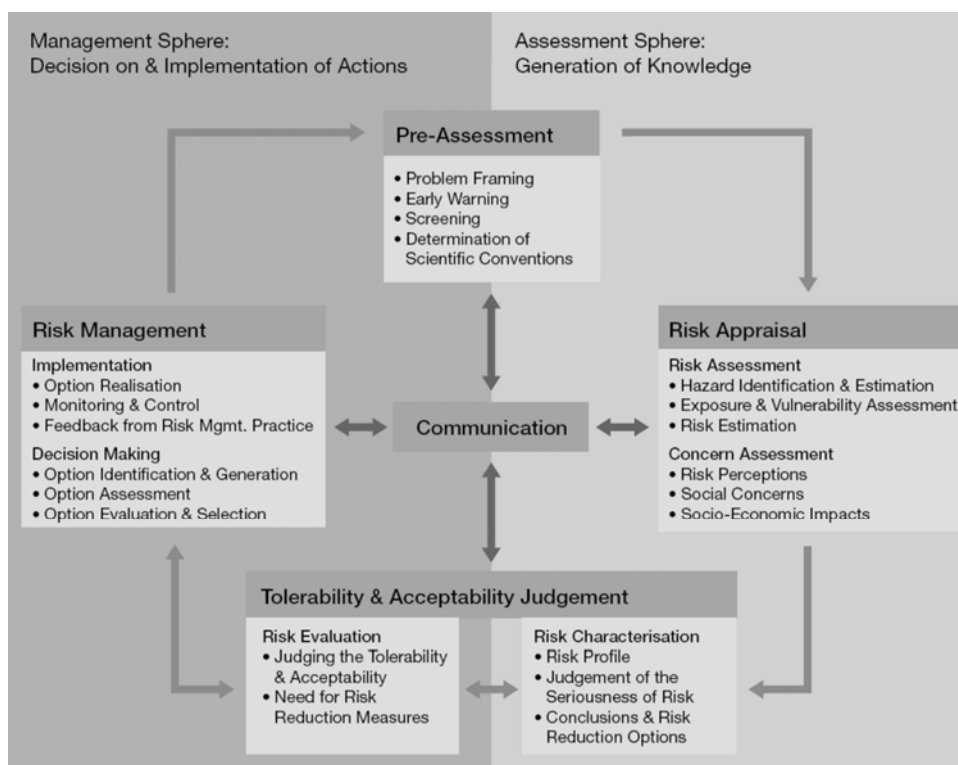 Management Sphere:
Decision on & Implementation of Actions
Assessment Sphere:
Generation of Knowledge
Pre-Assessment
• Problem Framing
• Early Warning
• Screening
• Determination of
Scientific Conventions
Risk Management
Implementation
• Option Realisation
• Monitoring & Control
• Feedback from Risk Mgmt. Practice
Decision Making
• Option Identification & Generation
• Option Assessment
• Option Evaluation & Selection
Communication
Risk Appraisal
Risk Assessment
• Hazard Identification & Estimation
• Exposure & Vulnerability Assessment
• Risk Estimation
Concern Assessment
• Risk Perceptions
• Social Concerns
• Socio-Economic Impacts
Tolerability & Acceptability Judgement
Risk Evaluation
• Judging the Tolerability
& Acceptability
• Need for Risk
Reduction Measures
Risk Characterisation
• Risk Profile
• Judgement of the
Seriousness of Risk
• Conclusions & Risk
Reduction Options